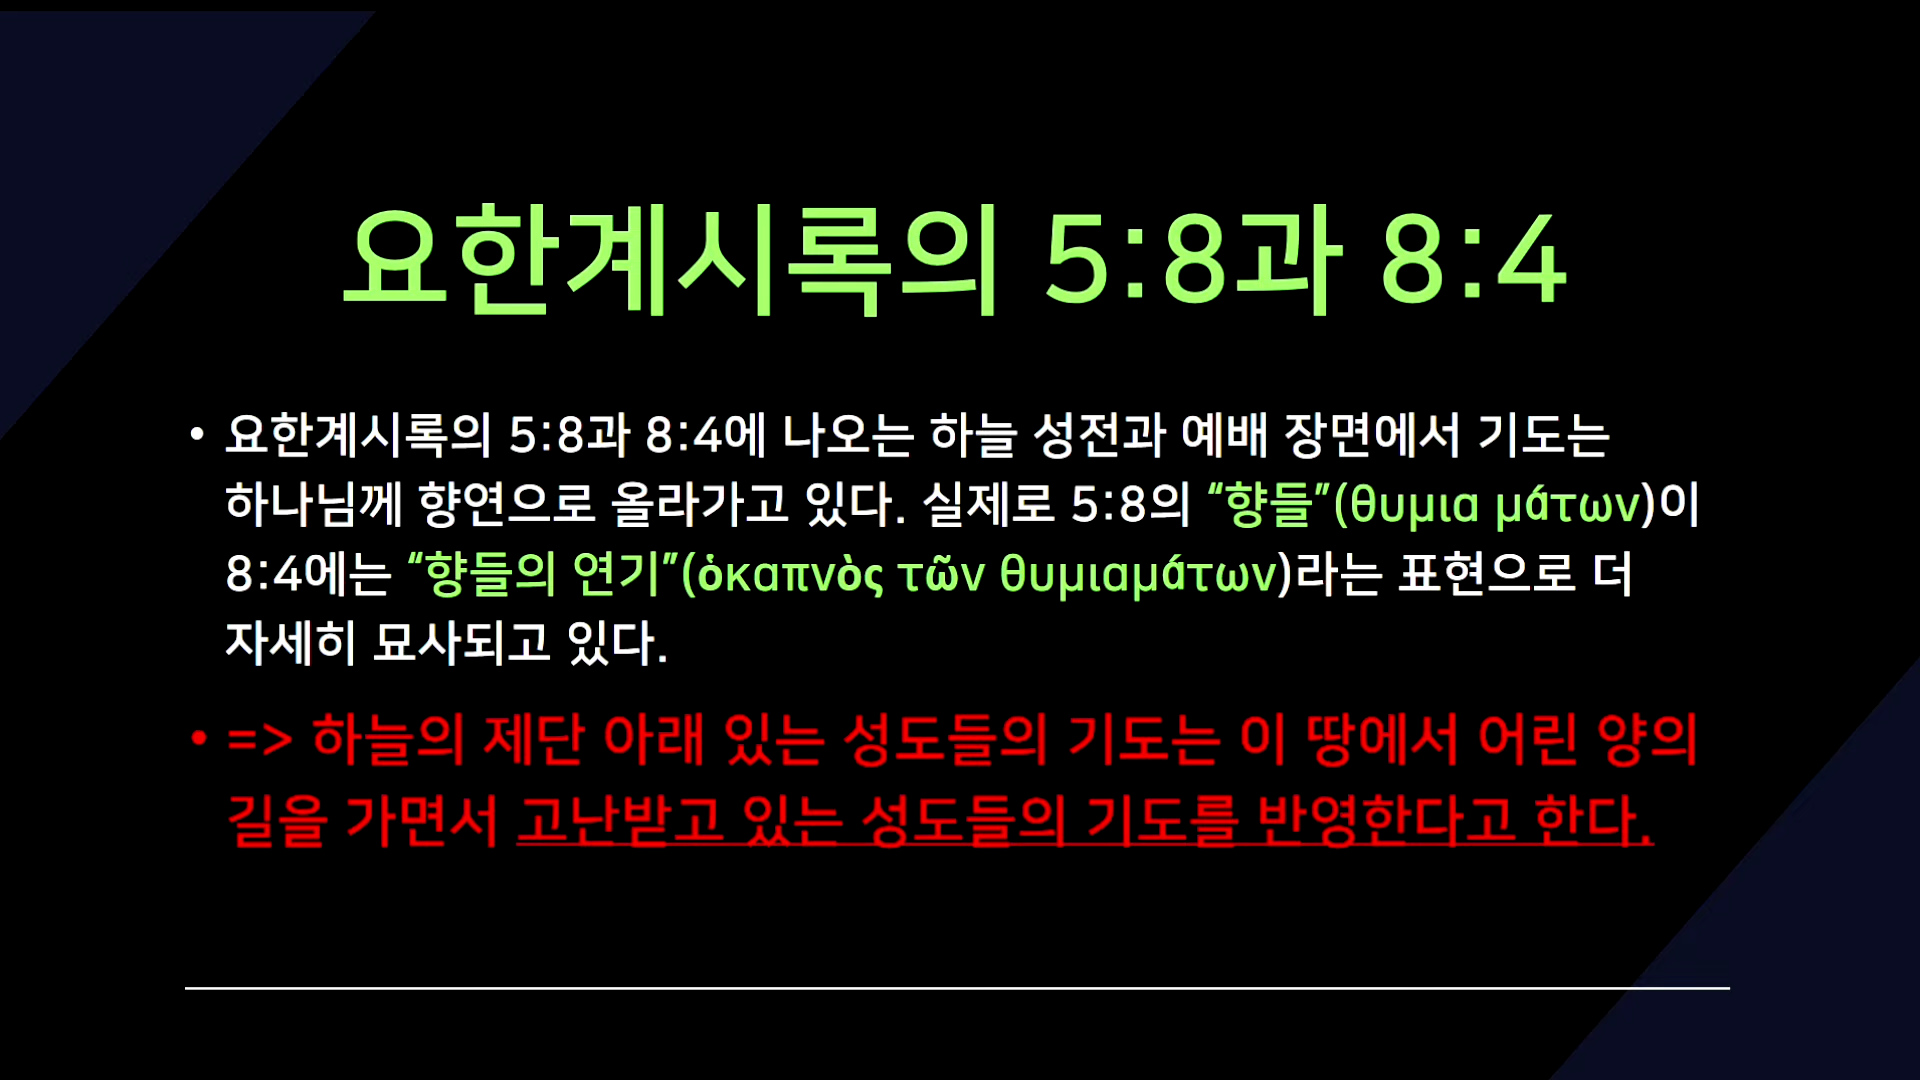 요한계시록의 5:8과 8:4
• 요한계시록의 5:8과 8:4에 나오는 하늘 성전과 예배 장면에서 기도는
하나님께 향연으로 올라가고 있다. 실제로 5:8의 “향들”(θυμια μάτων)이
8:4에는 “향들의 연기”(ὁκαπνὸς τῶν θυμιαμάτων)라는 표현으로 더
자세히 묘사되고 있다.
• => 하늘의 제단 아래 있는 성도들의 기도는 이 땅에서 어린 양의
길을 가면서 고난받고 있는 성도들의 기도를 반영한다고 한다.